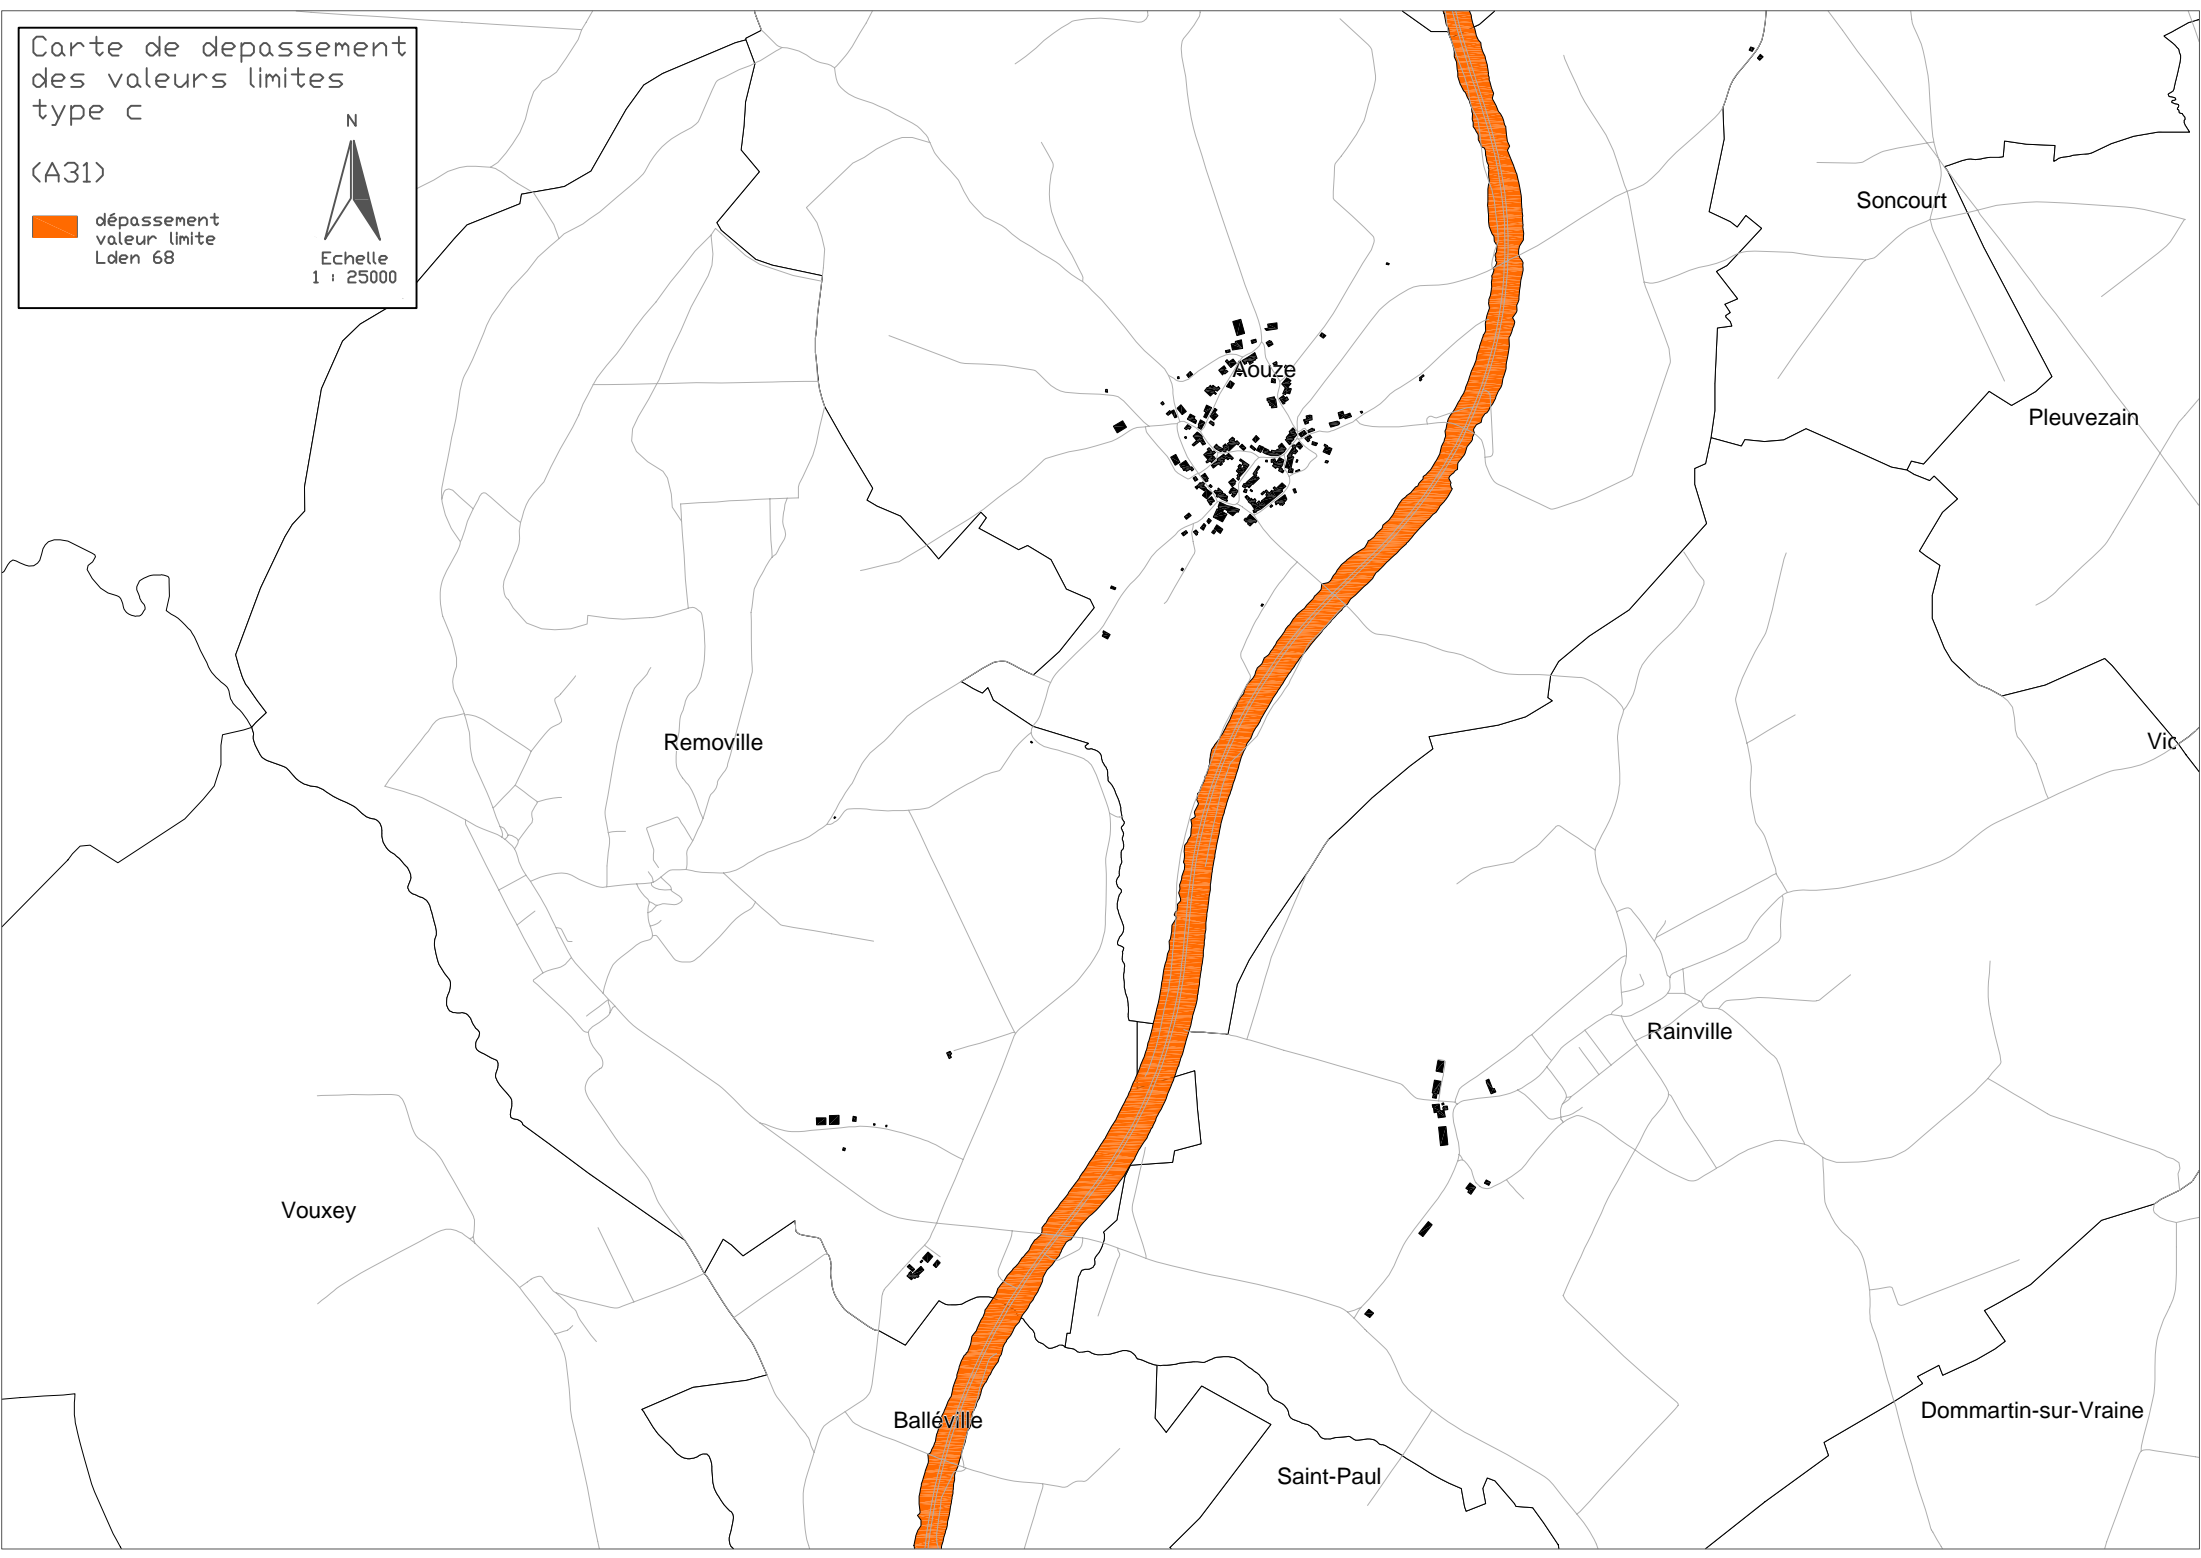 Carte de depassement
des valeurs limites
type c
N
(A31)
dépassement
valeur limite
Lden 68
Echelle
1 : 25000
Soncourt
Aouze
Pleuvezain
Removille
Vic
Rainville
Vouxey
Balléville
Dommartin-sur-Vraine
Saint-Paul